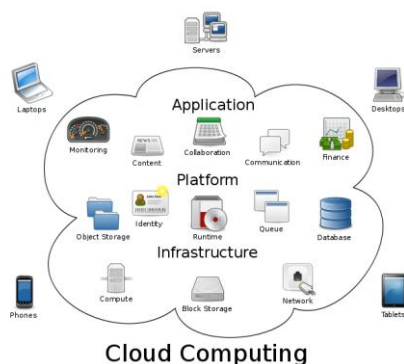 Servers
Laptops
Desktops
Application
Monitoring
Content
Collaboration
Communication
Finance
Platform
Object Storage
Identity
Runtime
Queue
Database
Infrastructure
Compute
Block Storage
Network
Phones
Tablets
Cloud Computing